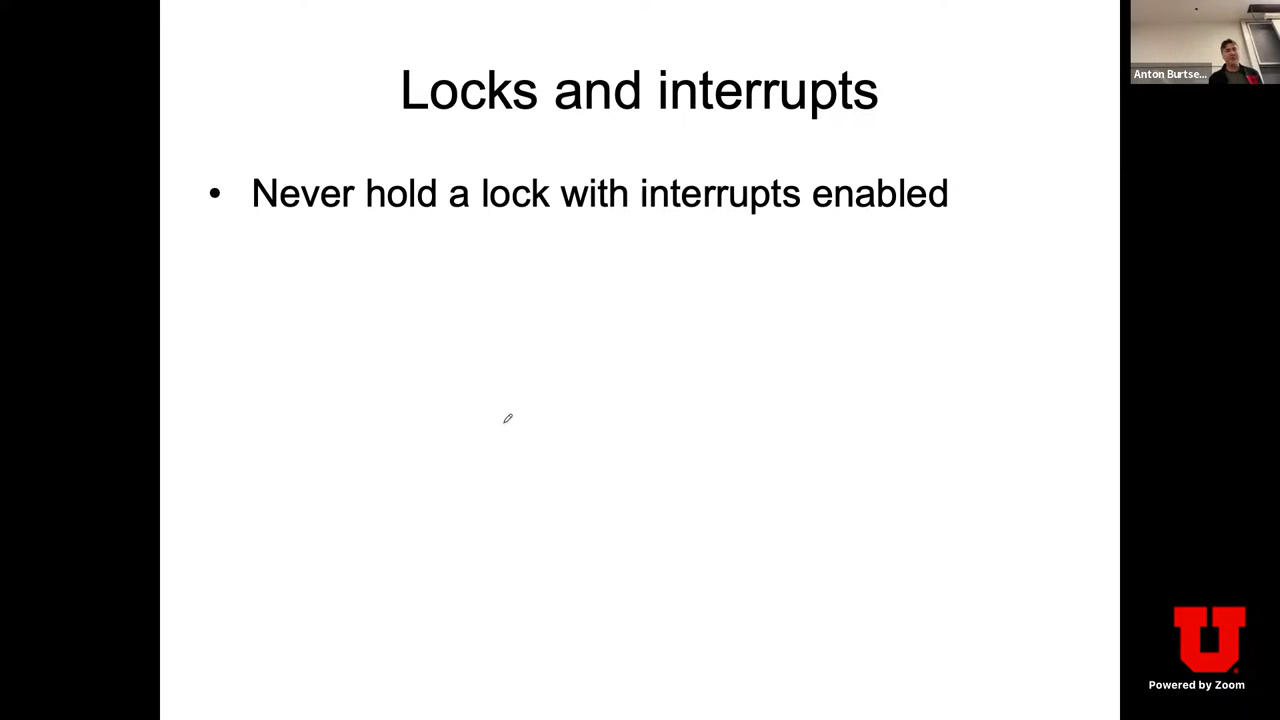 Locks and interrupts
• Never hold a lock with interrupts enabled
Anton Burtse...
U
Powered by Zoom